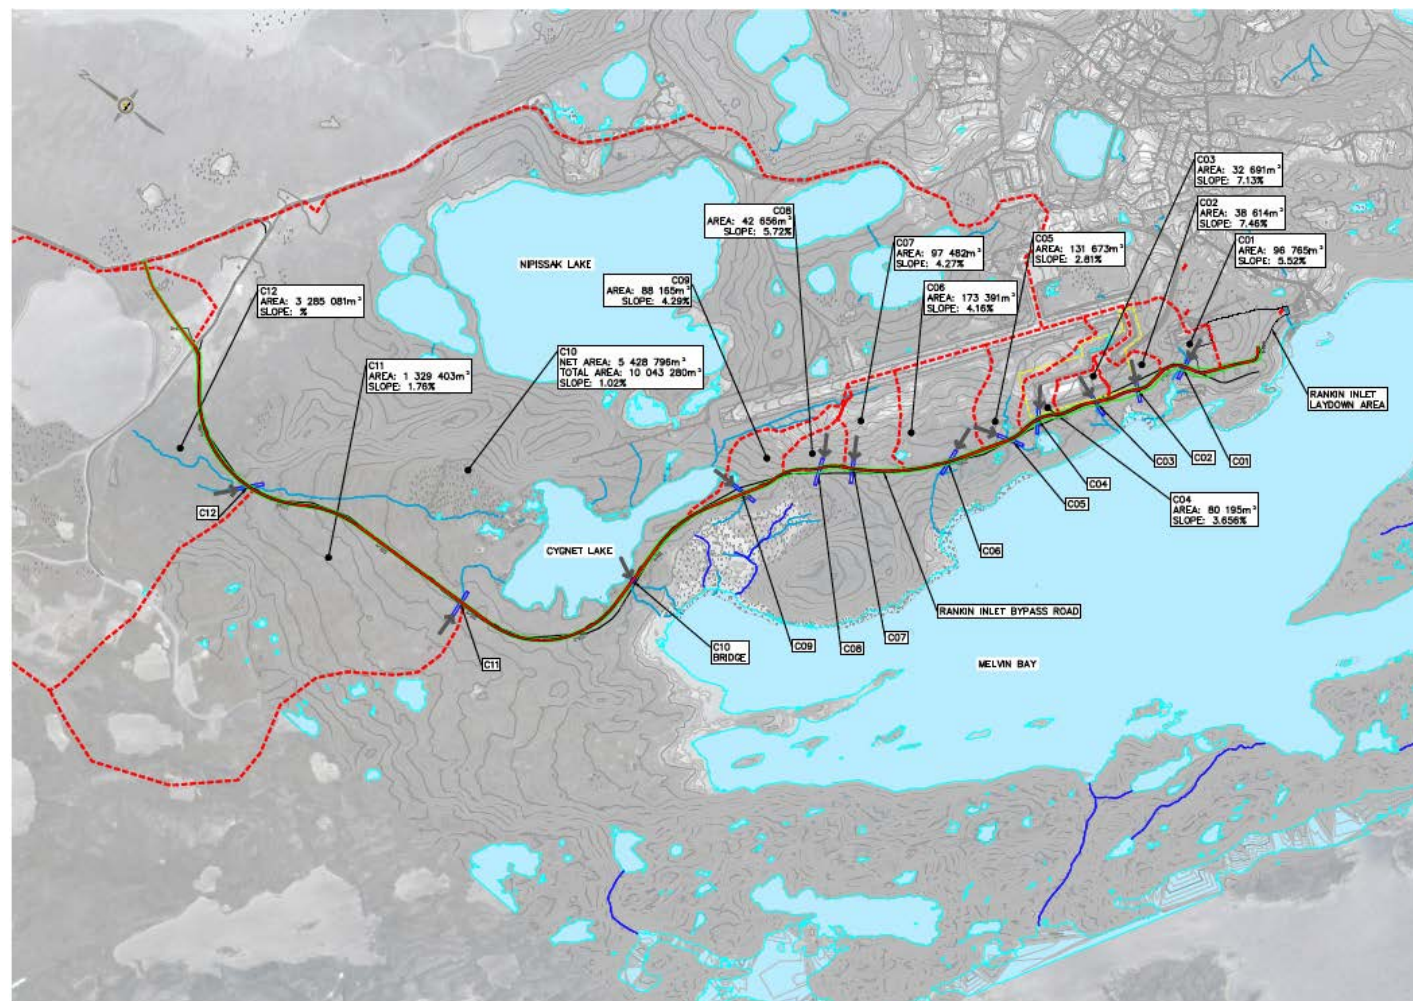 N
C03
AREA: 32 691m²
SLOPE: 7.13%
C02
AREA: 38 614m²
SLOPE: 7.46%
C01
AREA: 96 765m²
SLOPE: 5.52%
C08
AREA: 42 656m²
SLOPE: 5.72%
C07
AREA: 97 482m²
SLOPE: 4.27%
C05
AREA: 131 673m²
SLOPE: 2.81%
NIPISSAK LAKE
C09
AREA: 88 165m²
SLOPE: 4.29%
C06
AREA: 173 391m²
SLOPE: 4.16%
C12
AREA: 3 285 081m²
SLOPE: %
C11
AREA: 1 329 403m²
SLOPE: 1.76%
C10
NET AREA: 5 428 796m²
TOTAL AREA: 10 043 280m²
SLOPE: 1.02%
RANKIN INLET
LAYDOWN AREA
C03
C02
C01
C04
C05
C04
AREA: 80 195m²
SLOPE: 3.656%
C12
C06
CYGNET LAKE
RANKIN INLET BYPASS ROAD
C07
C08
C09
C10
BRIDGE
C11
MELVIN BAY